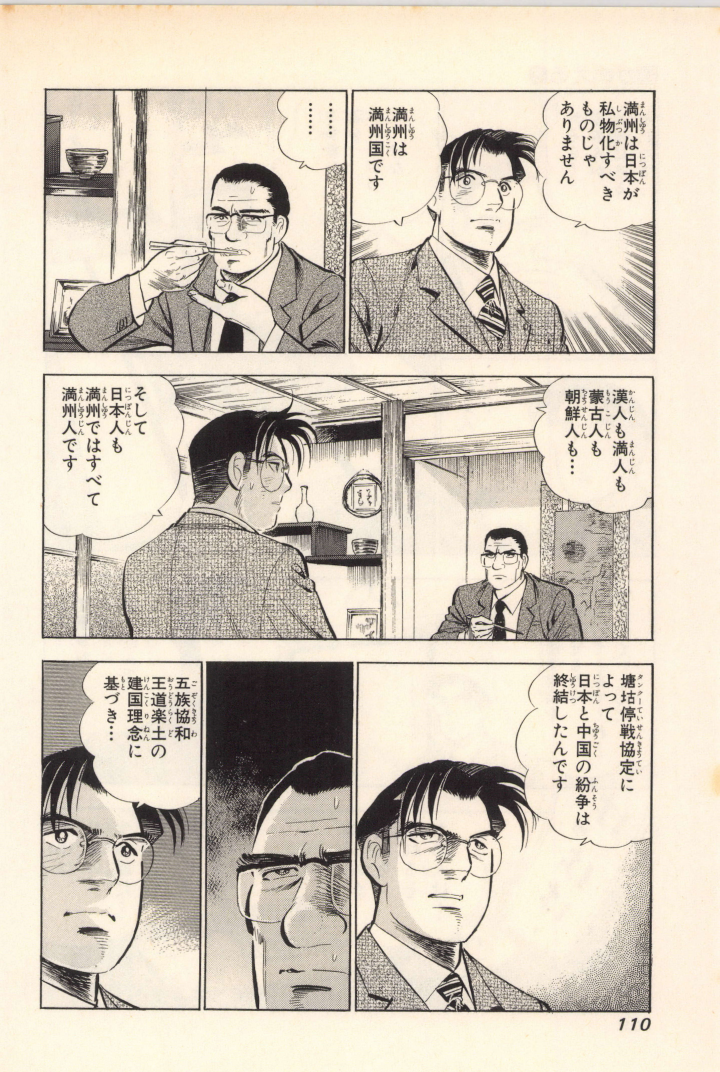 満州は日本が
私物化すべき
ものじゃ
ありません
満州は
満州国です
……
……
漢人も満人も
蒙古人も
朝鮮人も…
そして
日本人も
満州ではすべて
満州人です
塘沽停戦協定に
よって
日本と中国の紛争は
終結したんです
五族協和
王道楽土の
建国理念に
基づき…
110